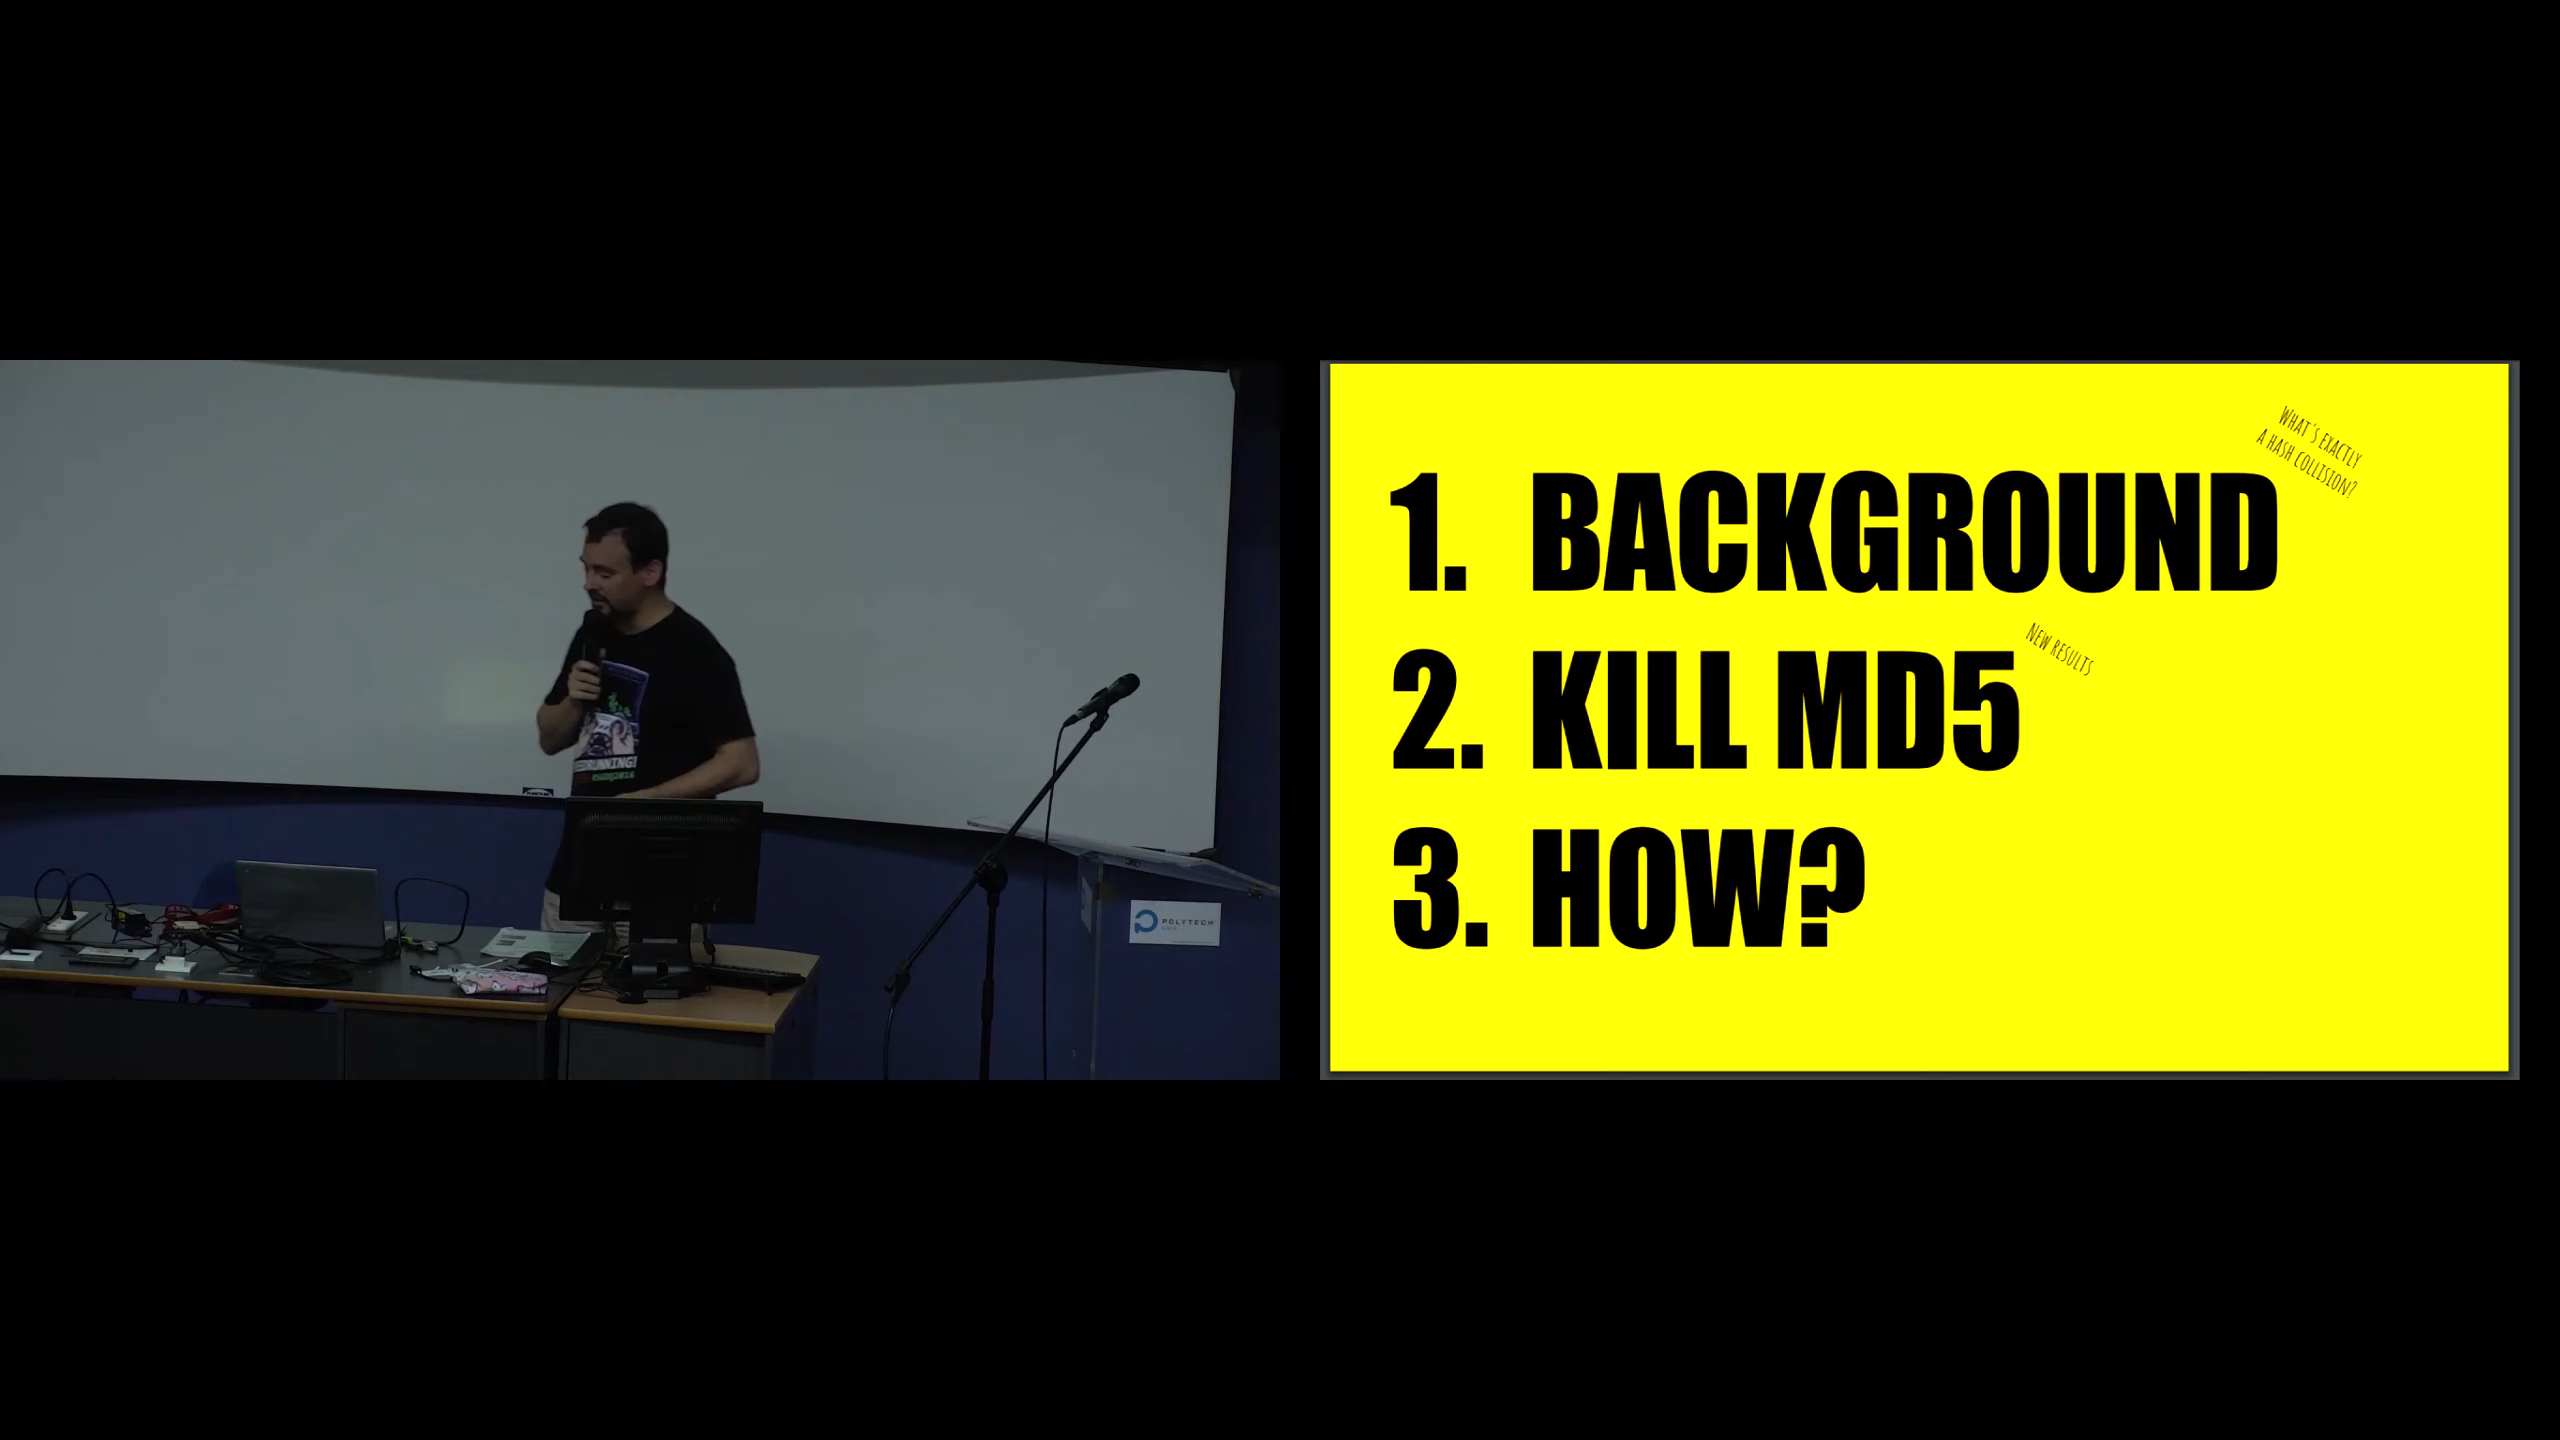 WHAT'S EXACTLY
A HASH COLLISION?
1. BACKGROUND
NEW RESULTS
2. KILL MD5
3. HOW?
POLYTECH